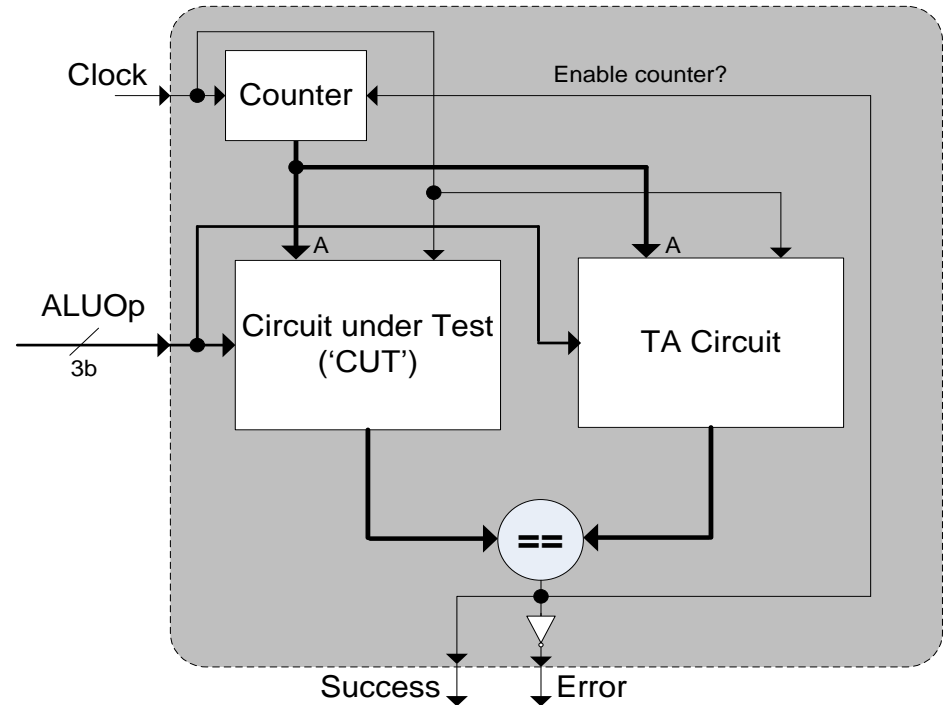 Clock
Counter
Enable counter?
A
A
ALUOp
3b
Circuit under Test
(‘CUT’)
TA Circuit
==
Success
Error